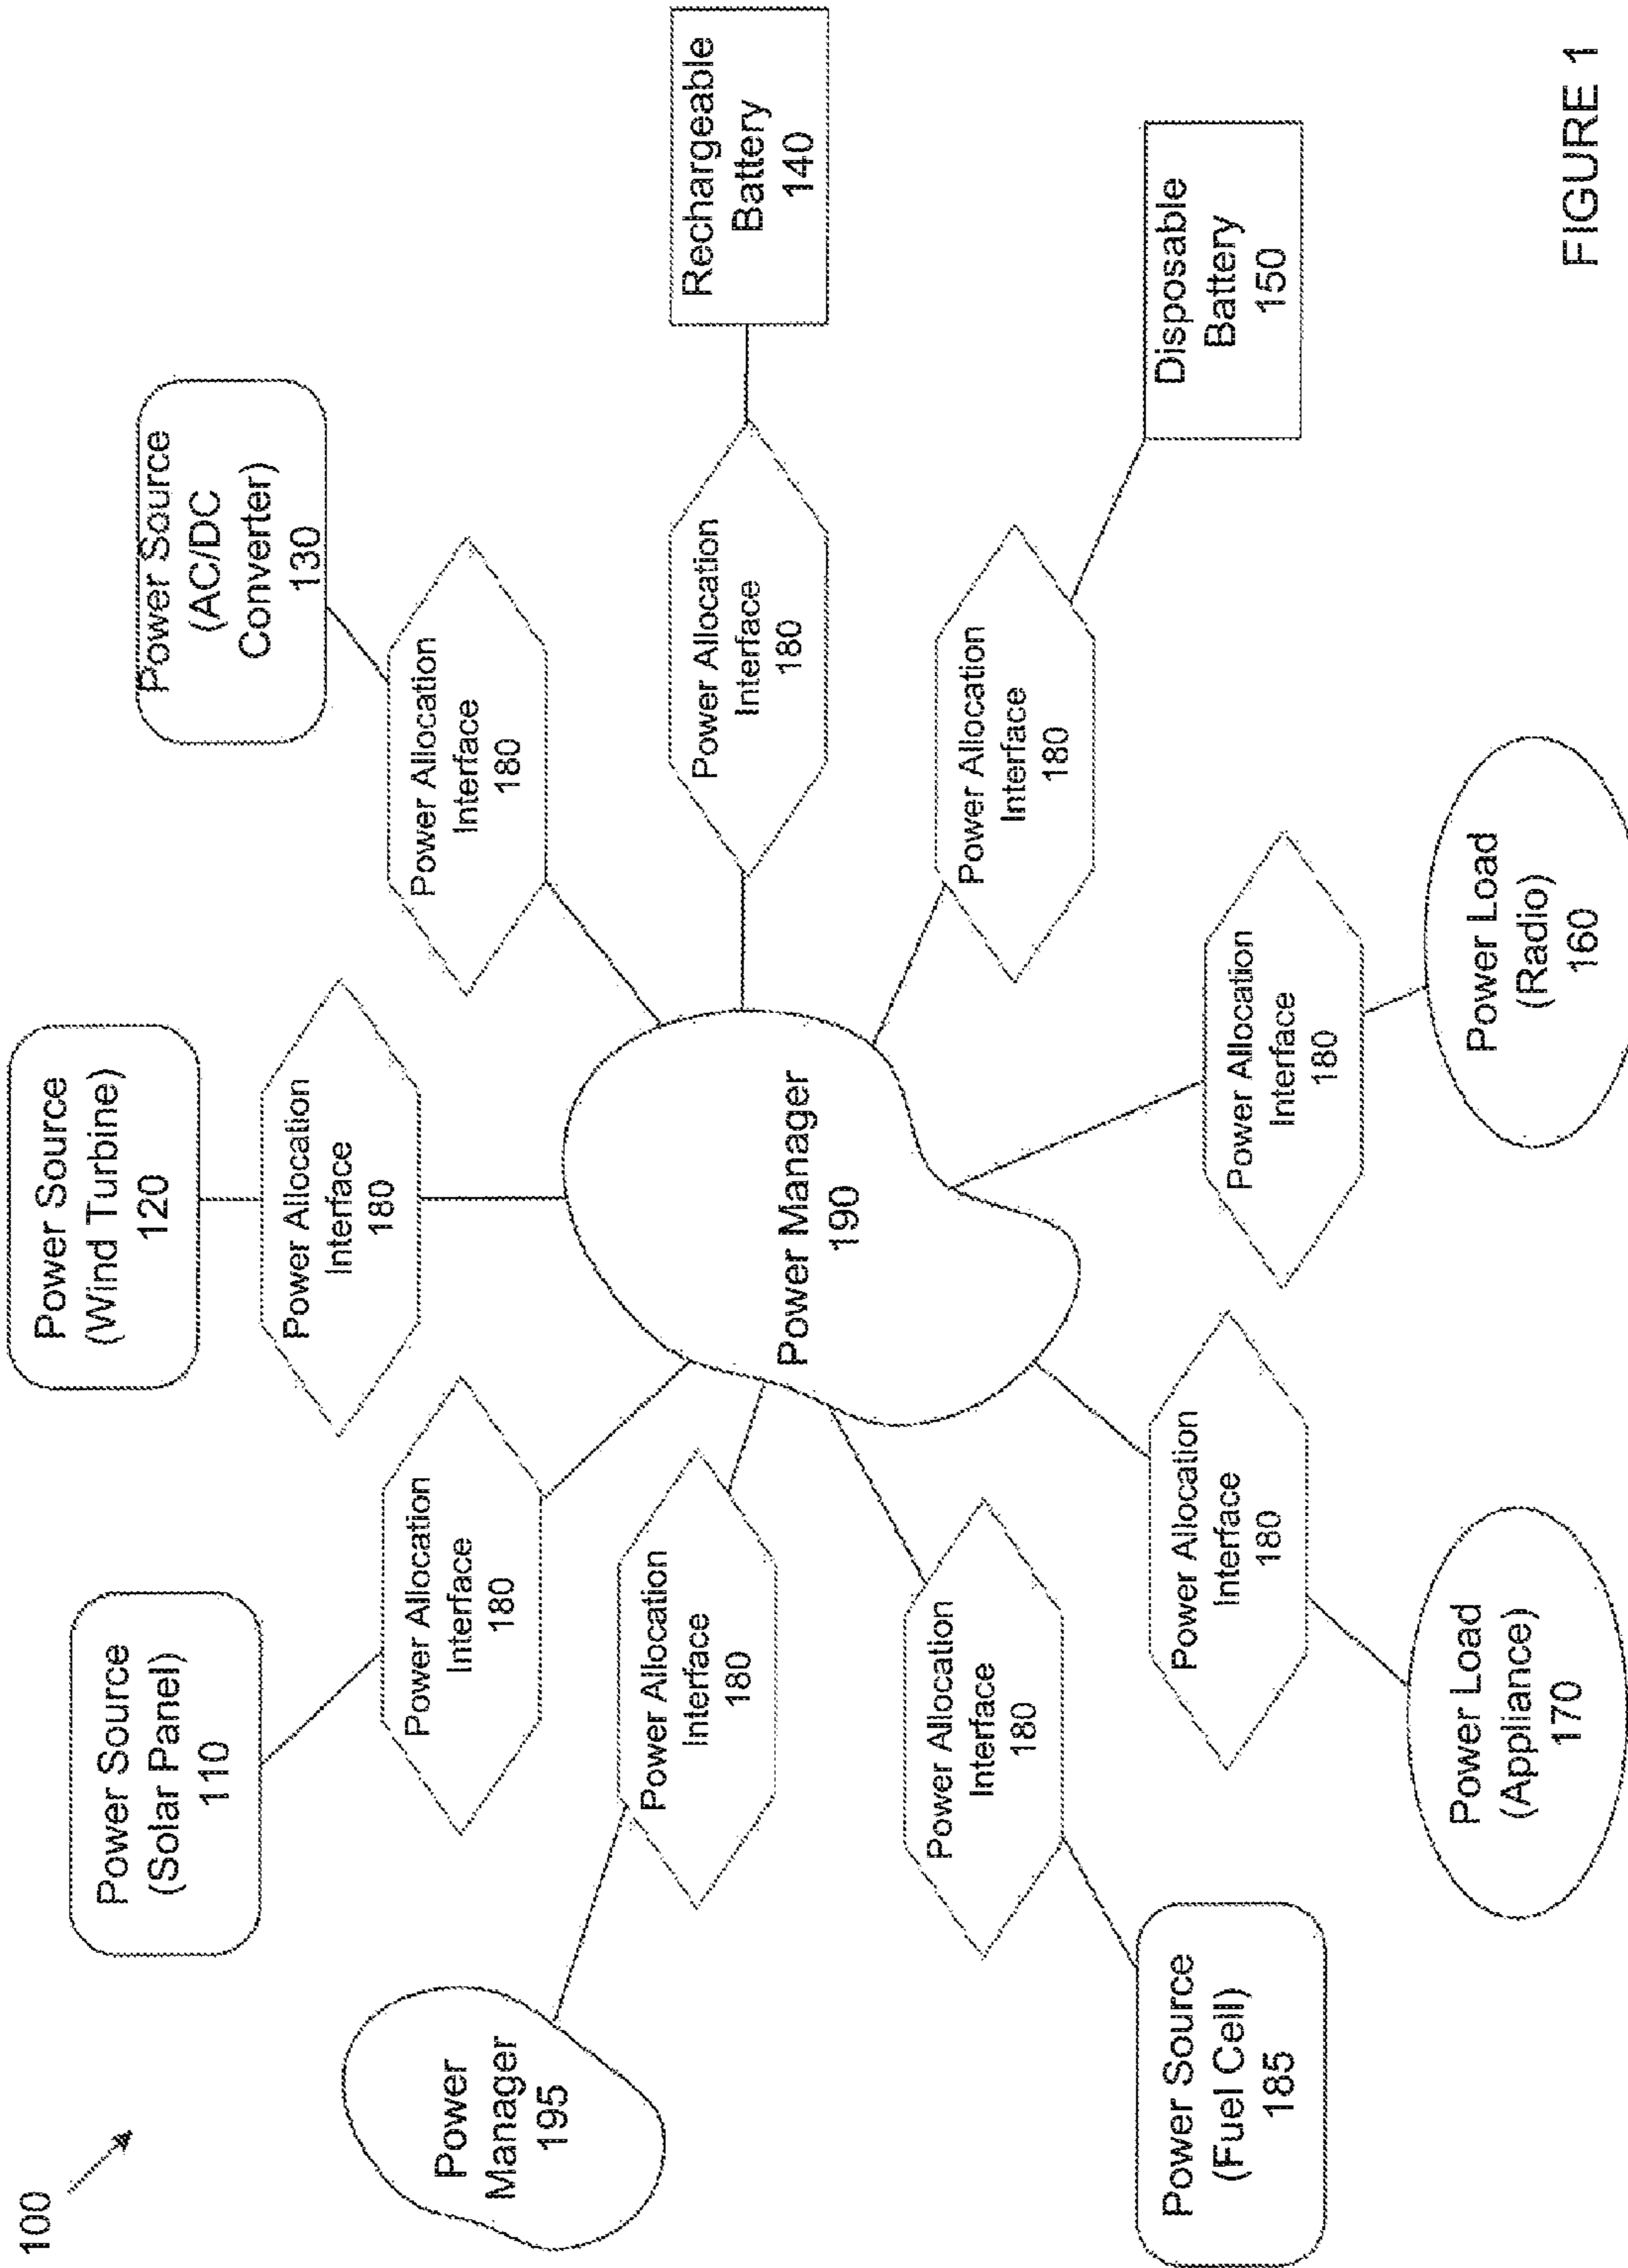 100
Power Source
(Solar Panel)
110
Power Source
(Wind Turbine)
120
Power Source
(AC/DC
Converter)
130
Power Allocation
Interface
180
Power Allocation
Interface
180
Power Allocation
Interface
180
Power
Manager
195
Power Allocation
Interface
180
Power Manager
190
Power Allocation
Interface
180
Rechargeable
Battery
140
Power Allocation
Interface
180
Power Allocation
Interface
180
Disposable
Battery
150
Power Source
(Fuel Cell)
185
Power Allocation
Interface
180
Power Allocation
Interface
180
Power Load
(Appliance)
170
Power Load
(Radio)
160
FIGURE 1